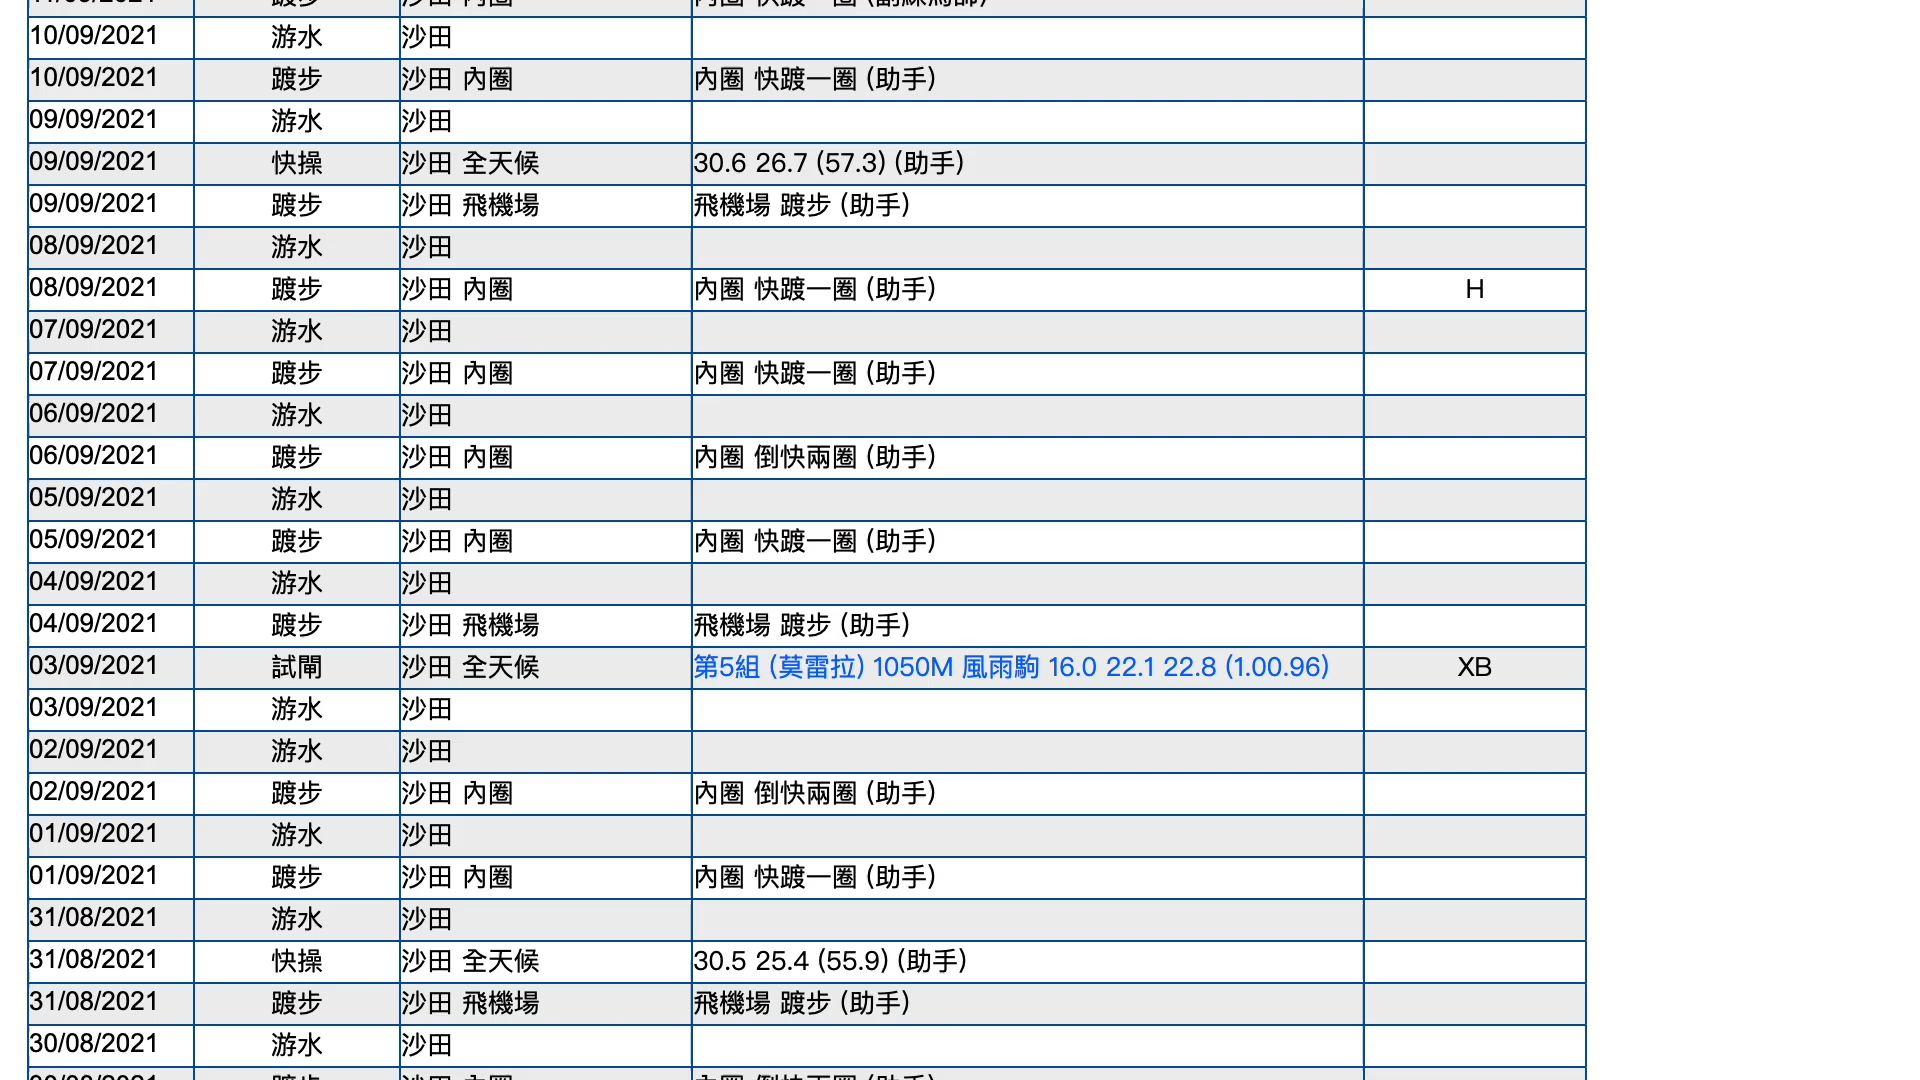 10/09/2021 游水 沙田
10/09/2021 踱步 沙田 內圈 內圈 快踱一圈 (助手)
09/09/2021 游水 沙田
09/09/2021 快操 沙田 全天候 30.6 26.7 (57.3) (助手)
09/09/2021 踱步 沙田 飛機場 飛機場 踱步 (助手)
08/09/2021 游水 沙田
08/09/2021 踱步 沙田 內圈 內圈 快踱一圈 (助手) H
07/09/2021 游水 沙田
07/09/2021 踱步 沙田 內圈 內圈 快踱一圈 (助手)
06/09/2021 游水 沙田
06/09/2021 踱步 沙田 內圈 內圈 倒快兩圈 (助手)
05/09/2021 游水 沙田
05/09/2021 踱步 沙田 內圈 內圈 快踱一圈 (助手)
04/09/2021 游水 沙田
04/09/2021 踱步 沙田 飛機場 飛機場 踱步 (助手)
03/09/2021 試閘 沙田 全天候 第5組 (莫雷拉) 1050M 風雨駒 16.0 22.1 22.8 (1.00.96) XB
03/09/2021 游水 沙田
02/09/2021 游水 沙田
02/09/2021 踱步 沙田 內圈 內圈 倒快兩圈 (助手)
01/09/2021 游水 沙田
01/09/2021 踱步 沙田 內圈 內圈 快踱一圈 (助手)
31/08/2021 游水 沙田
31/08/2021 快操 沙田 全天候 30.5 25.4 (55.9) (助手)
31/08/2021 踱步 沙田 飛機場 飛機場 踱步 (助手)
30/08/2021 游水 沙田